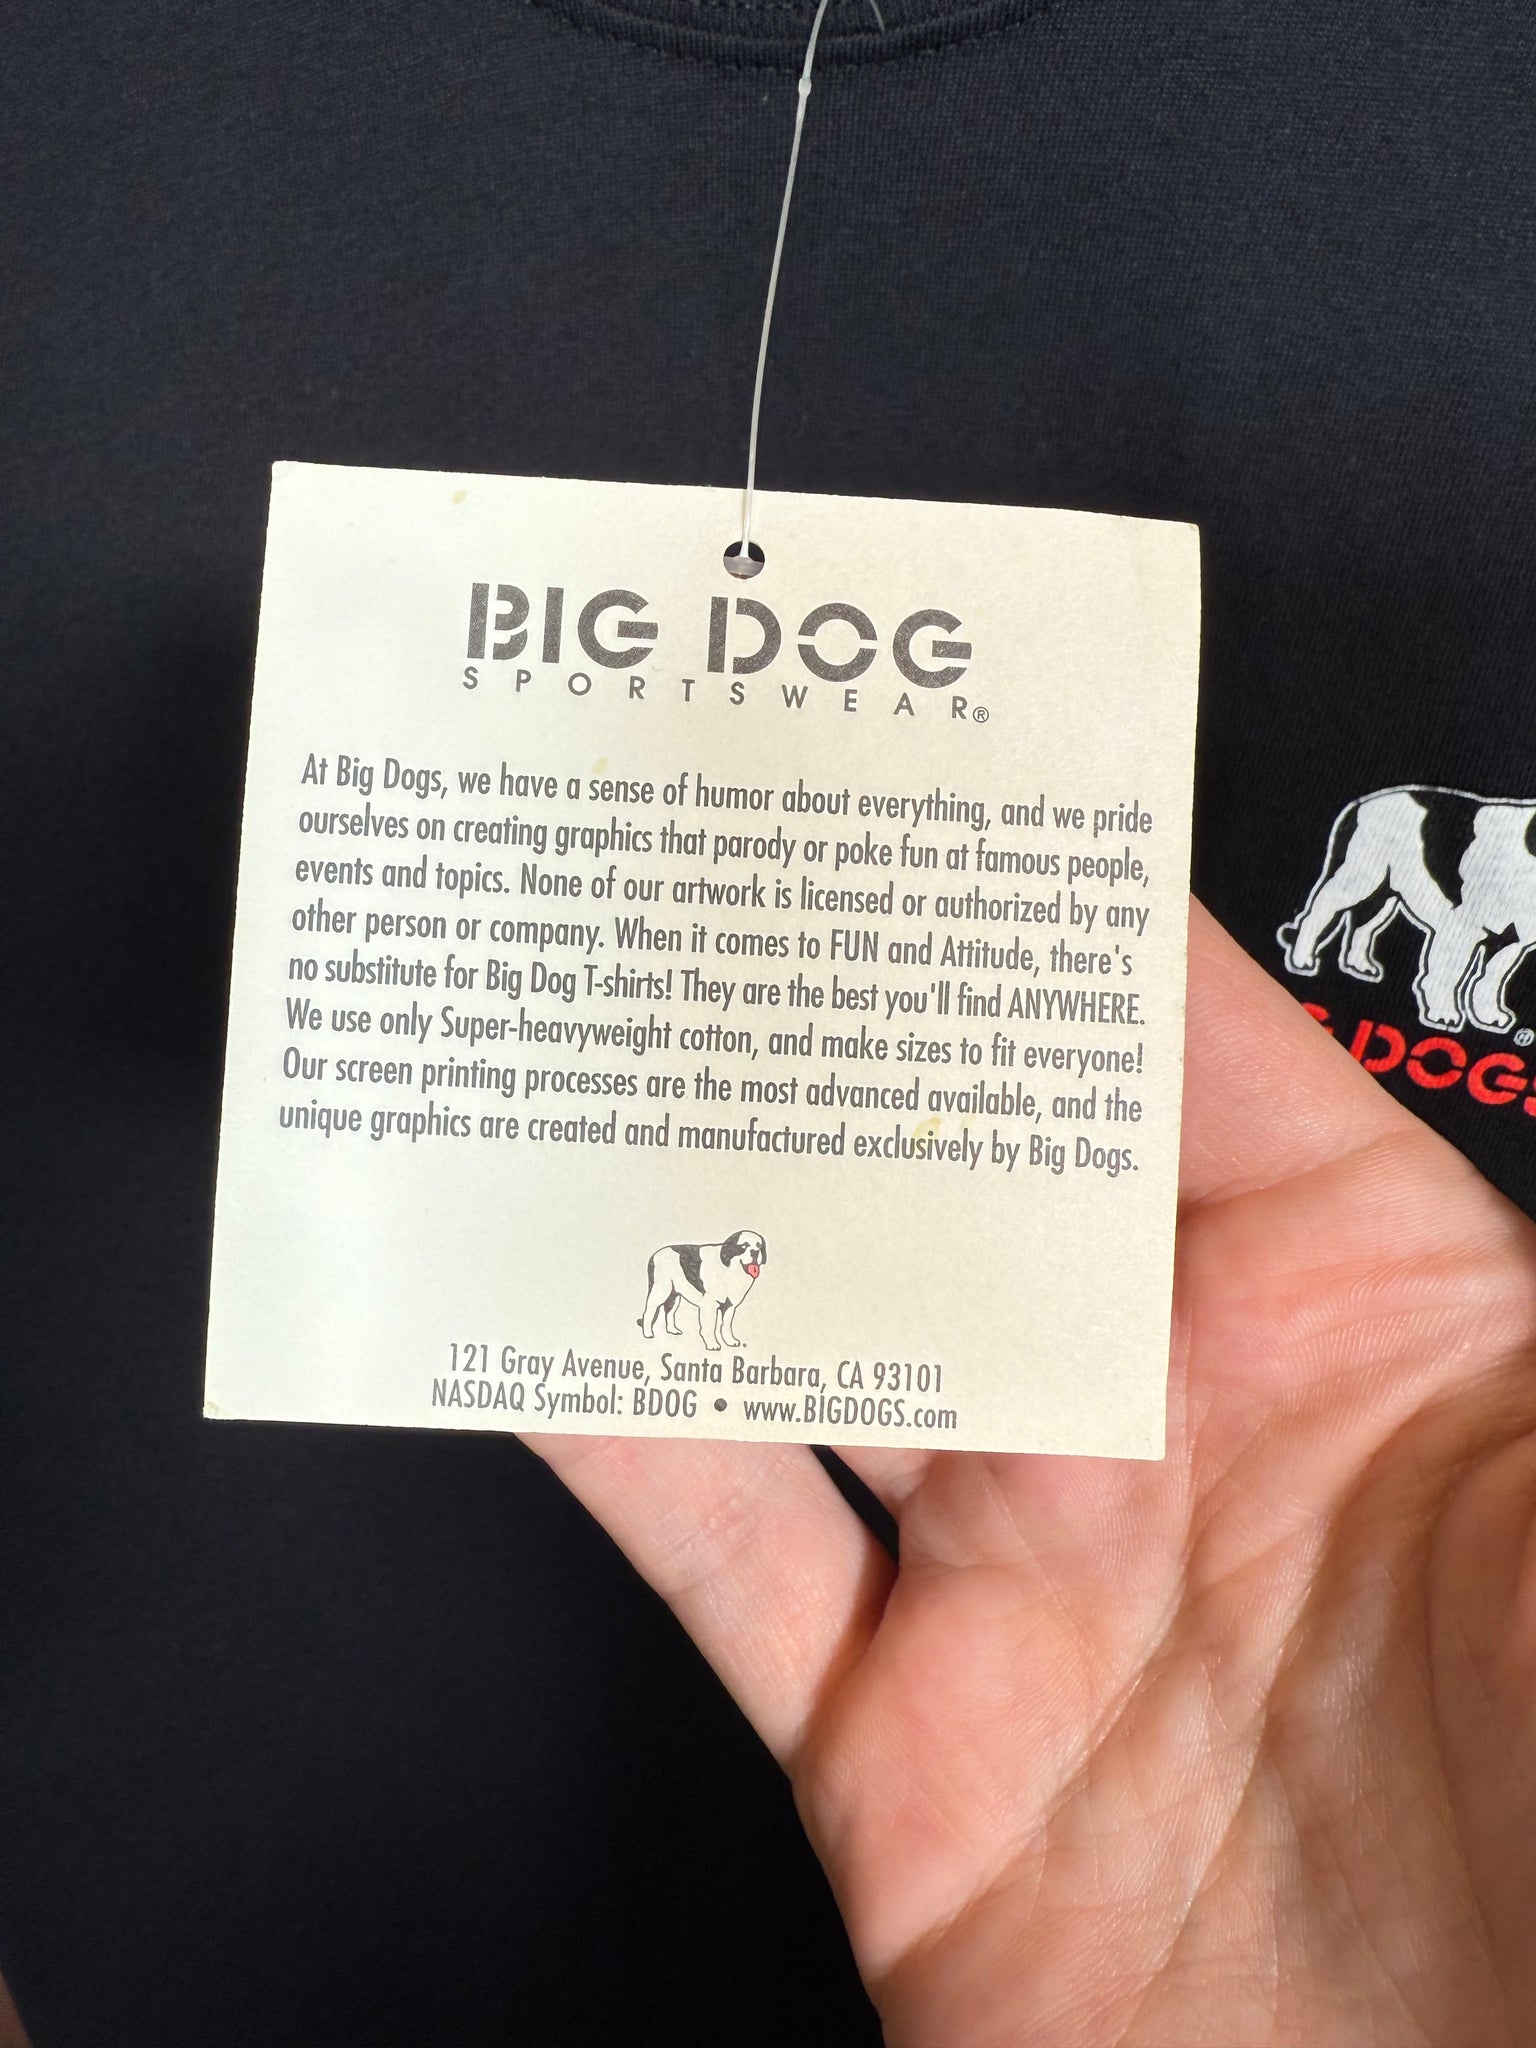 BIG DOG
SPORTSWEAR®
At Big Dogs, we have a sense of humor about everything, and we pride
ourselves on creating graphics that parody or poke fun at famous people,
events and topics. None of our artwork is licensed or authorized by any
other person or company. When it comes to FUN and Attitude, there's
no substitute for Big Dog T-shirts! They are the best you'll find ANYWHERE.
We use only Super-heavyweight cotton, and make sizes to fit everyone!
Our screen printing processes are the most advanced available, and the
unique graphics are created and manufactured exclusively by Big Dogs.
121 Gray Avenue, Santa Barbara, CA 93101
NASDAQ Symbol: BDOG • www.BIGDOGS.com
®
G DOGS